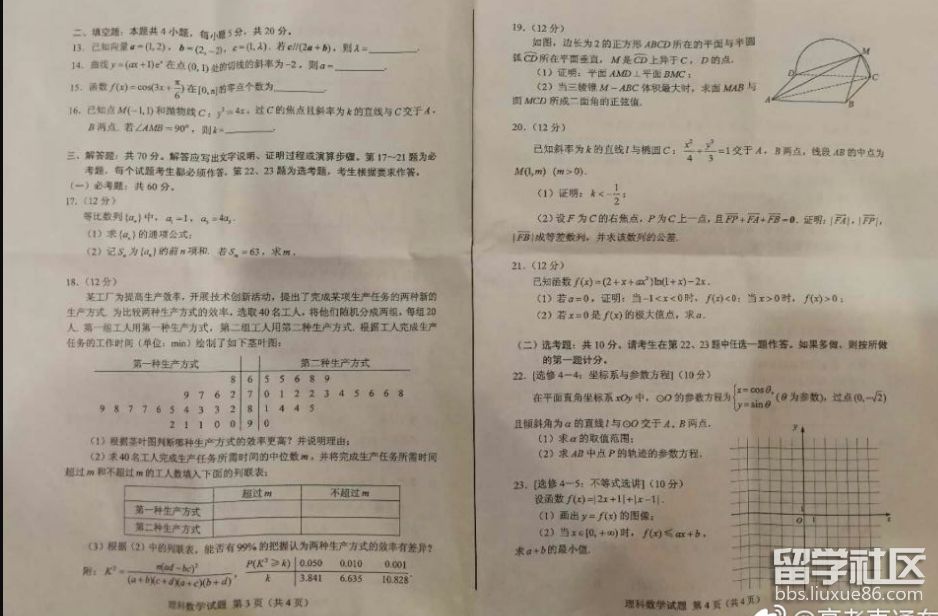 二、填空题：本题共4小题，每小题5分，共20分。
13. 已知向量a=(1,2)，b=(2,-2)，c=(1,λ). 若c//(2a+b)，则λ=________.
14. 曲线y=(ax+1)eˣ在点(0,1)处的切线的斜率为-2，则a=________.
15. 函数f(x)=cos(3x+π/6)在[0,π]的零点个数为________.
16. 已知点M(-1,1)和抛物线C：y²=4x，过C的焦点且斜率为k的直线与C交于A，
B两点. 若∠AMB=90°，则k=________.
三、解答题：共70分。解答应写出文字说明、证明过程或演算步骤。第17~21题为必
考题，每个试题考生都必须作答。第22、23题为选考题，考生根据要求作答。
（一）必考题：共60分。
17.（12分）
等比数列{aₙ}中，a₁=1，a₅=4a₃.
（1）求{aₙ}的通项公式；
（2）记Sₙ为{aₙ}的前n项和. 若Sₘ=63，求m.
18.（12分）
某工厂为提高生产效率，开展技术创新活动，提出了完成某项生产任务的两种新的
生产方式. 为比较两种生产方式的效率，选取40名工人，将他们随机分成两组，每组20
人. 第一组工人用第一种生产方式，第二组工人用第二种生产方式. 根据工人完成生产
任务的工作时间（单位：min）绘制了如下茎叶图：
第一种生产方式 第二种生产方式
8 | 6 | 5 5 6 8 9
9 7 6 2 | 7 | 0 1 2 2 3 4 5 6 6 8
9 8 7 7 6 5 4 3 3 2 | 8 | 1 4 4 5
2 1 1 0 0 | 9 | 0
（1）根据茎叶图判断哪种生产方式的效率更高？并说明理由；
（2）求40名工人完成生产任务所需时间的中位数m，并将完成生产任务所需时间
超过m和不超过m的工人数填入下面的列联表：
超过m 不超过m
第一种生产方式
第二种生产方式
（3）根据（2）中的列联表，能否有99%的把握认为两种生产方式的效率有差异？
附：K²=n(ad-bc)²/((a+b)(c+d)(a+c)(b+d))，
P(K²≥k) 0.050 0.010 0.001
k 3.841 6.635 10.828
理科数学试题 第3页（共4页）
19.（12分）
如图，边长为2的正方形ABCD所在的平面与半圆
弧CD所在平面垂直，M是CD上异于C，D的点.
（1）证明：平面AMD⊥平面BMC；
（2）当三棱锥M-ABC体积最大时，求面MAB与
面MCD所成二面角的正弦值.
M
D
C
A
B
20.（12分）
已知斜率为k的直线l与椭圆C：x²/4+y²/3=1交于A，B两点，线段AB的中点为
M(1,m)（m>0）.
（1）证明：k<-1/2；
（2）设F为C的右焦点，P为C上一点，且FP+FA+FB=0. 证明：|FA|，|FP|，
|FB|成等差数列，并求该数列的公差.
21.（12分）
已知函数f(x)=(2+x+ax²)ln(1+x)-2x.
（1）若a=0，证明：当-1<x<0时，f(x)<0；当x>0时，f(x)>0；
（2）若x=0是f(x)的极大值点，求a.
（二）选考题：共10分。请考生在第22、23题中任选一题作答。如果多做，则按所做
的第一题计分。
22. [选修4-4：坐标系与参数方程]（10分）
在平面直角坐标系xOy中，⊙O的参数方程为{x=cosθ, y=sinθ（θ为参数），过点(0,-√2)
且倾斜角为α的直线l与⊙O交于A，B两点.
（1）求α的取值范围；
（2）求AB中点P的轨迹的参数方程.
23. [选修4-5：不等式选讲]（10分）
设函数f(x)=|2x+1|+|x-1|.
（1）画出y=f(x)的图像；
（2）当x∈[0,+∞)时，f(x)≤ax+b，
求a+b的最小值.
y
1
O 1
x
理科数学试题 第4页（共4页）
留学社区
bbs.liuxue86.com